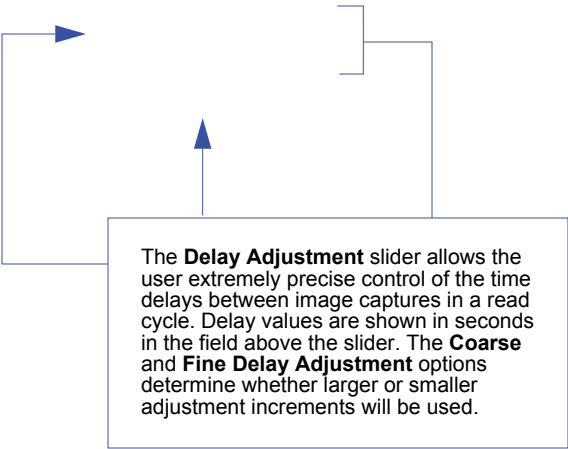 The Delay Adjustment slider allows the
user extremely precise control of the time
delays between image captures in a read
cycle. Delay values are shown in seconds
in the field above the slider. The Coarse
and Fine Delay Adjustment options
determine whether larger or smaller
adjustment increments will be used.